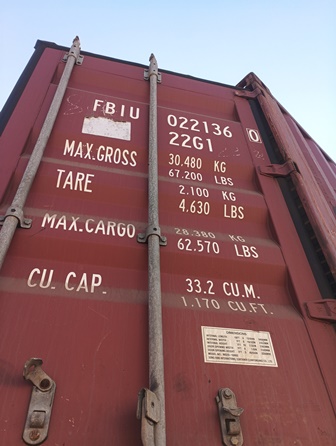 FBIU 022136 0
22G1
MAX.GROSS 30.480 KG
67.200 LBS
TARE 2.100 KG
4.630 LBS
MAX.CARGO 28.380 KG
62.570 LBS
CU. CAP. 33.2 CU.M.
1.170 CU.FT.